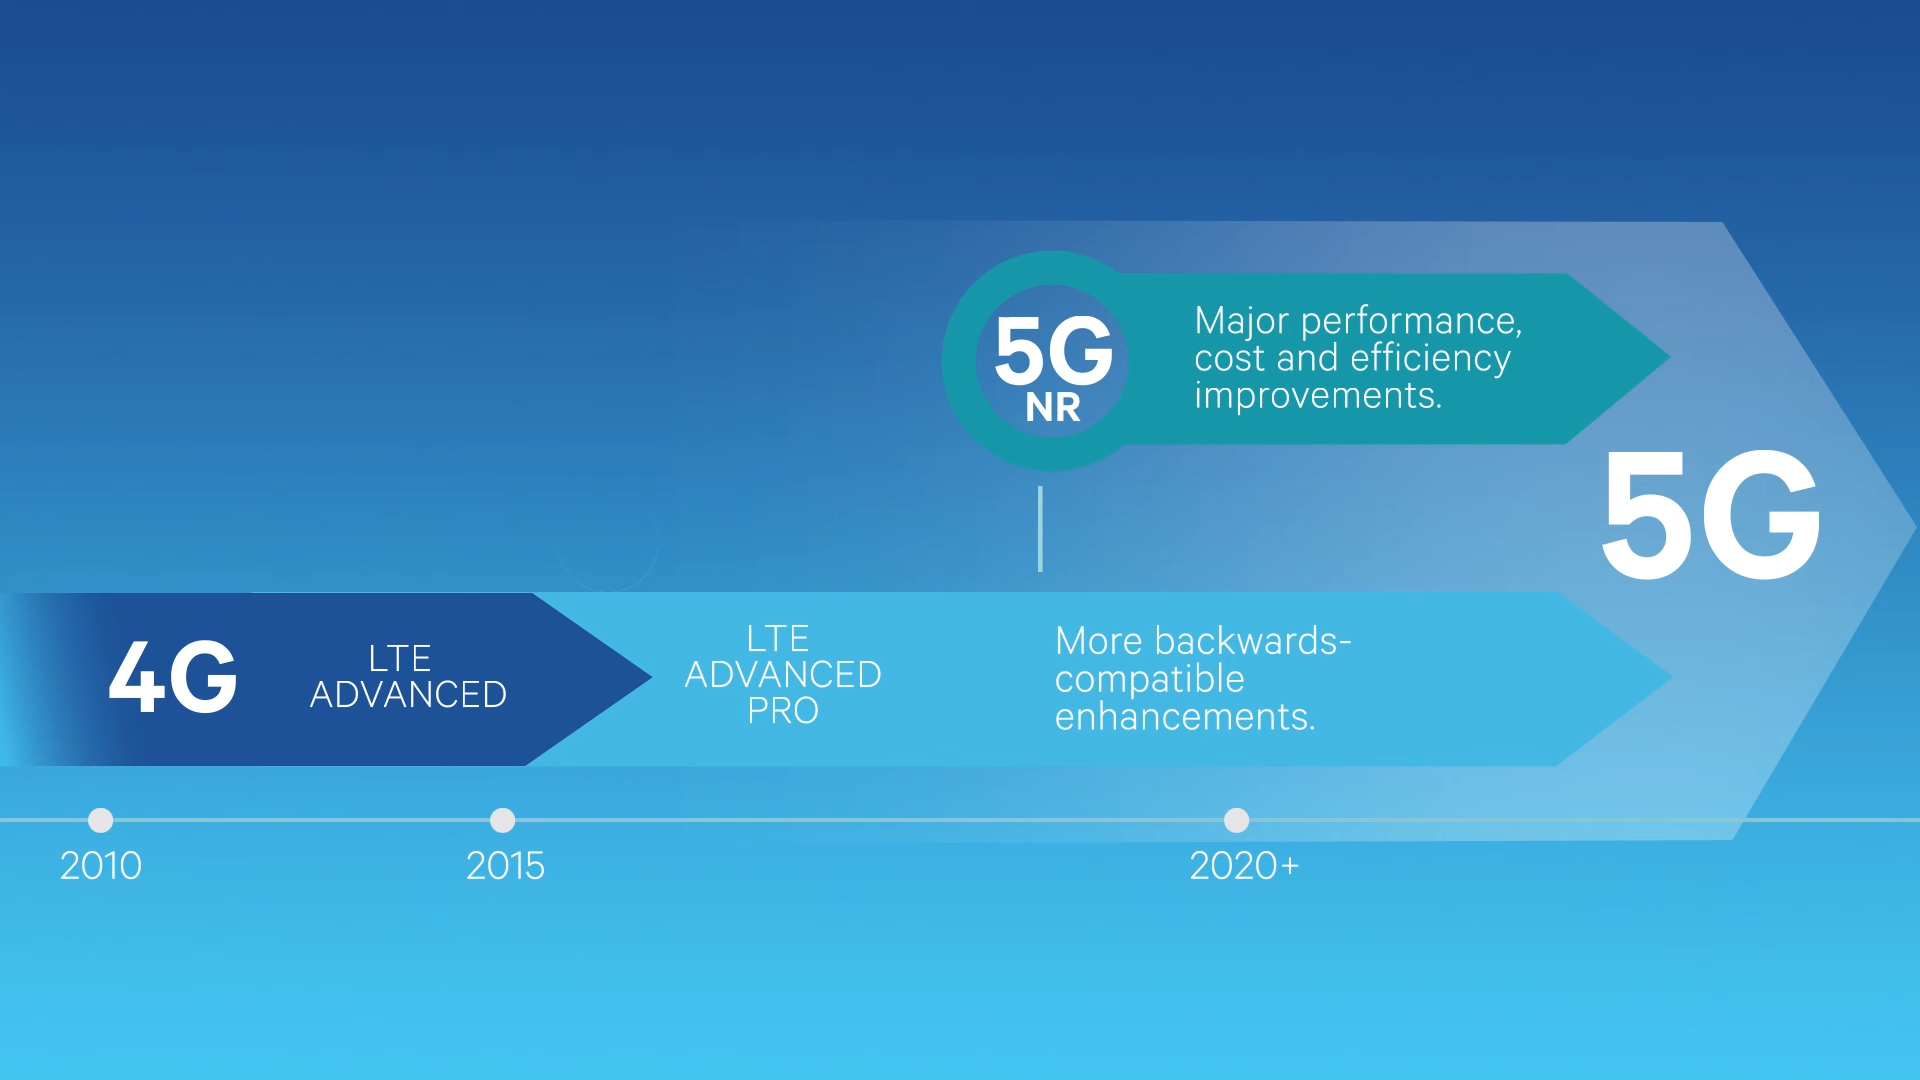 5G
NR
Major performance,
cost and efficiency
improvements.
5G
4G
LTE
ADVANCED
LTE
ADVANCED
PRO
More backwards-
compatible
enhancements.
2010
2015
2020+